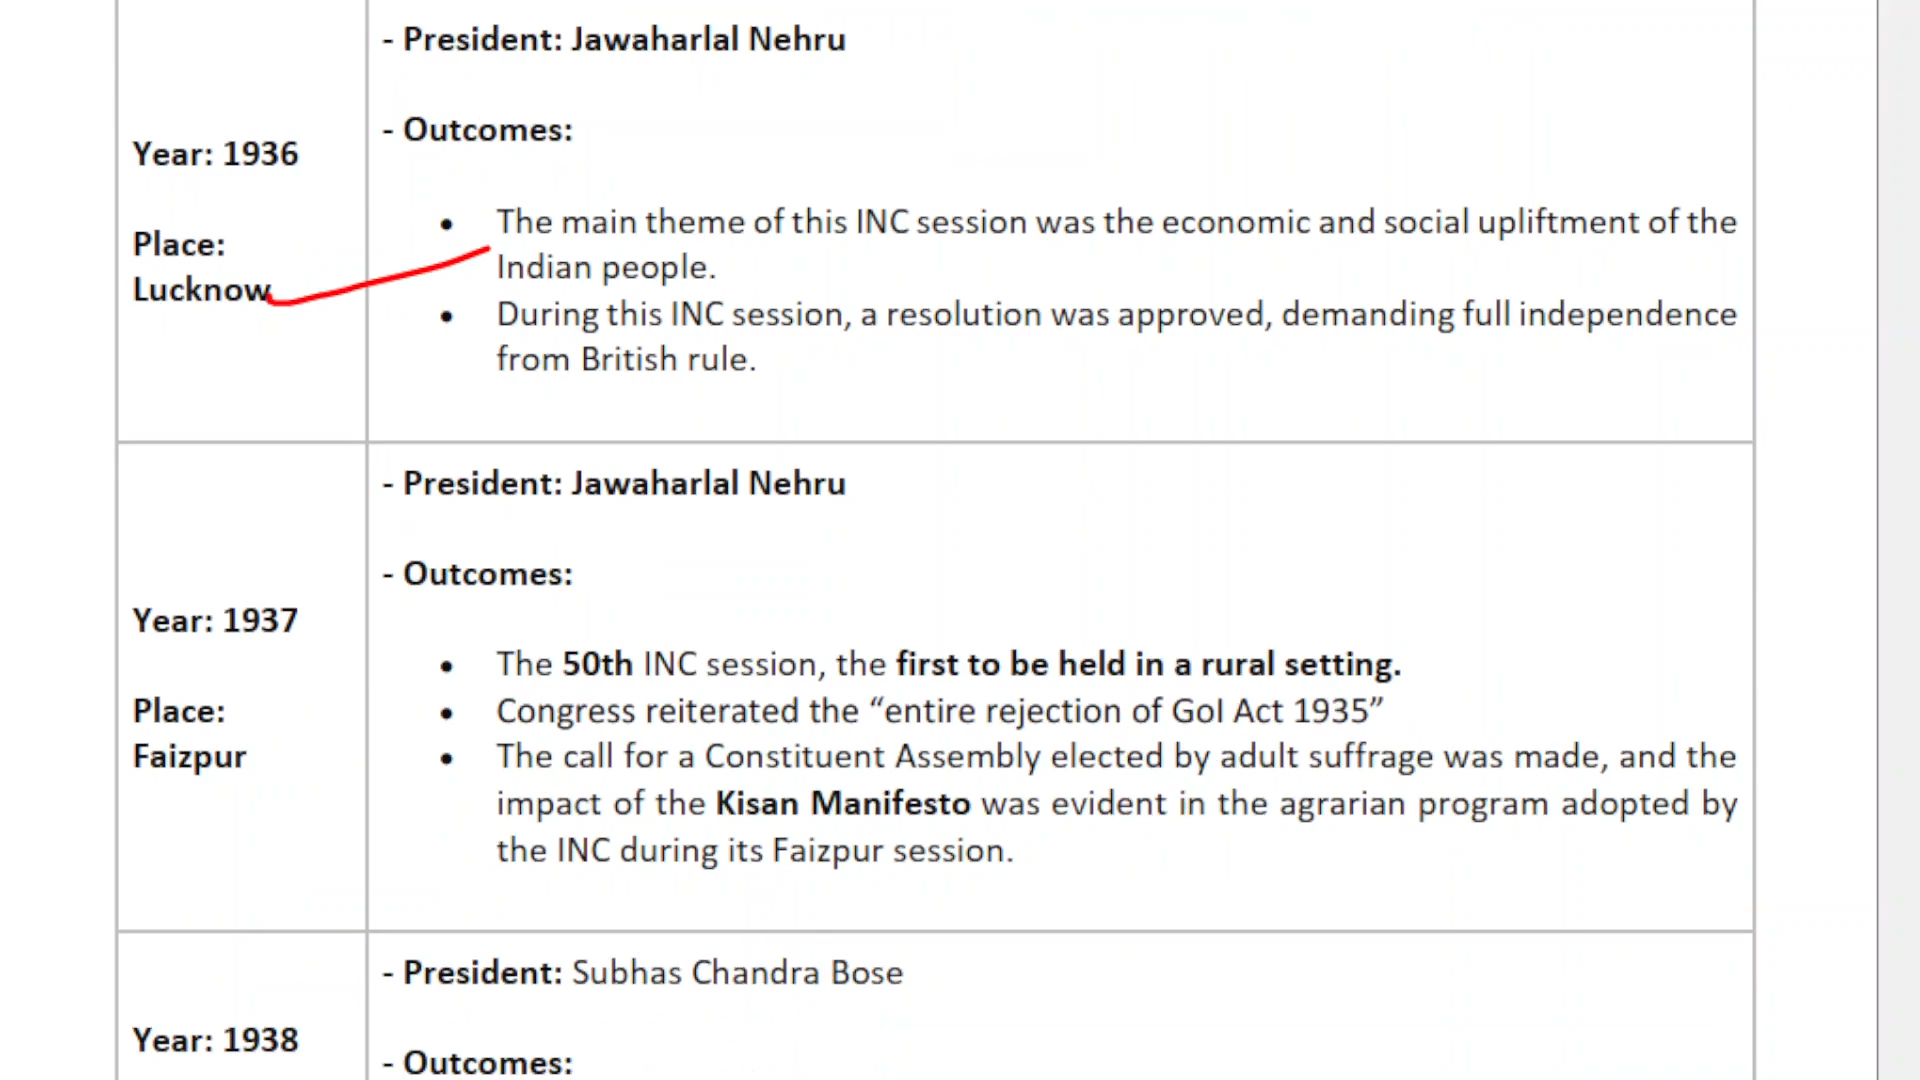 - President: Jawaharlal Nehru
- Outcomes:
Year: 1936
Place:
Lucknow
• The main theme of this INC session was the economic and social upliftment of the
Indian people.
• During this INC session, a resolution was approved, demanding full independence
from British rule.
- President: Jawaharlal Nehru
- Outcomes:
Year: 1937
Place:
Faizpur
• The 50th INC session, the first to be held in a rural setting.
• Congress reiterated the “entire rejection of GoI Act 1935”
• The call for a Constituent Assembly elected by adult suffrage was made, and the
impact of the Kisan Manifesto was evident in the agrarian program adopted by
the INC during its Faizpur session.
- President: Subhas Chandra Bose
Year: 1938
- Outcomes: